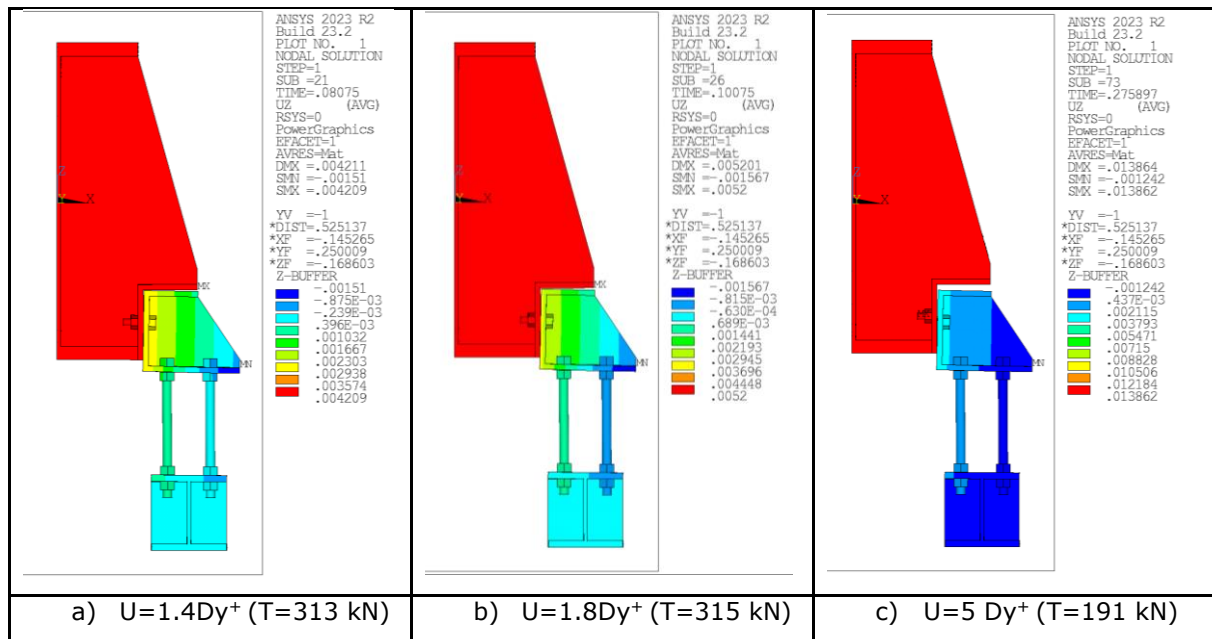 ANSYS 2023 R2
Build 23.2
PLOT NO. 1
NODAL SOLUTION
STEP=1
SUB =21
TIME=.08075
UZ (AVG)
RSYS=0
PowerGraphics
EFACET=1
AVRES=Mat
DMX =.004211
SMN =-.00151
SMX =.004209
YV =-1
*DIST=.525137
*XF =-.145265
*YF =.250009
*ZF =-.168603
Z-BUFFER
-.00151
-.875E-03
-.239E-03
.396E-03
.001032
.001667
.002303
.002938
.003574
.004209
Z
Y
X
MX
MN
ANSYS 2023 R2
Build 23.2
PLOT NO. 1
NODAL SOLUTION
STEP=1
SUB =26
TIME=.10075
UZ (AVG)
RSYS=0
PowerGraphics
EFACET=1
AVRES=Mat
DMX =.005201
SMN =-.001567
SMX =.0052
YV =-1
*DIST=.525137
*XF =-.145265
*YF =.250009
*ZF =-.168603
Z-BUFFER
-.001567
-.815E-03
-.630E-04
.689E-03
.001441
.002193
.002945
.003696
.004448
.0052
Z
Y
X
MX
MN
ANSYS 2023 R2
Build 23.2
PLOT NO. 1
NODAL SOLUTION
STEP=1
SUB =73
TIME=.275897
UZ (AVG)
RSYS=0
PowerGraphics
EFACET=1
AVRES=Mat
DMX =.013864
SMN =-.001242
SMX =.013862
YV =-1
*DIST=.525137
*XF =-.145265
*YF =.250009
*ZF =-.168603
Z-BUFFER
-.001242
.437E-03
.002115
.003793
.005471
.00715
.008828
.010506
.012184
.013862
Z
Y
X
MN
a) U=1.4Dy⁺ (T=313 kN)
b) U=1.8Dy⁺ (T=315 kN)
c) U=5 Dy⁺ (T=191 kN)